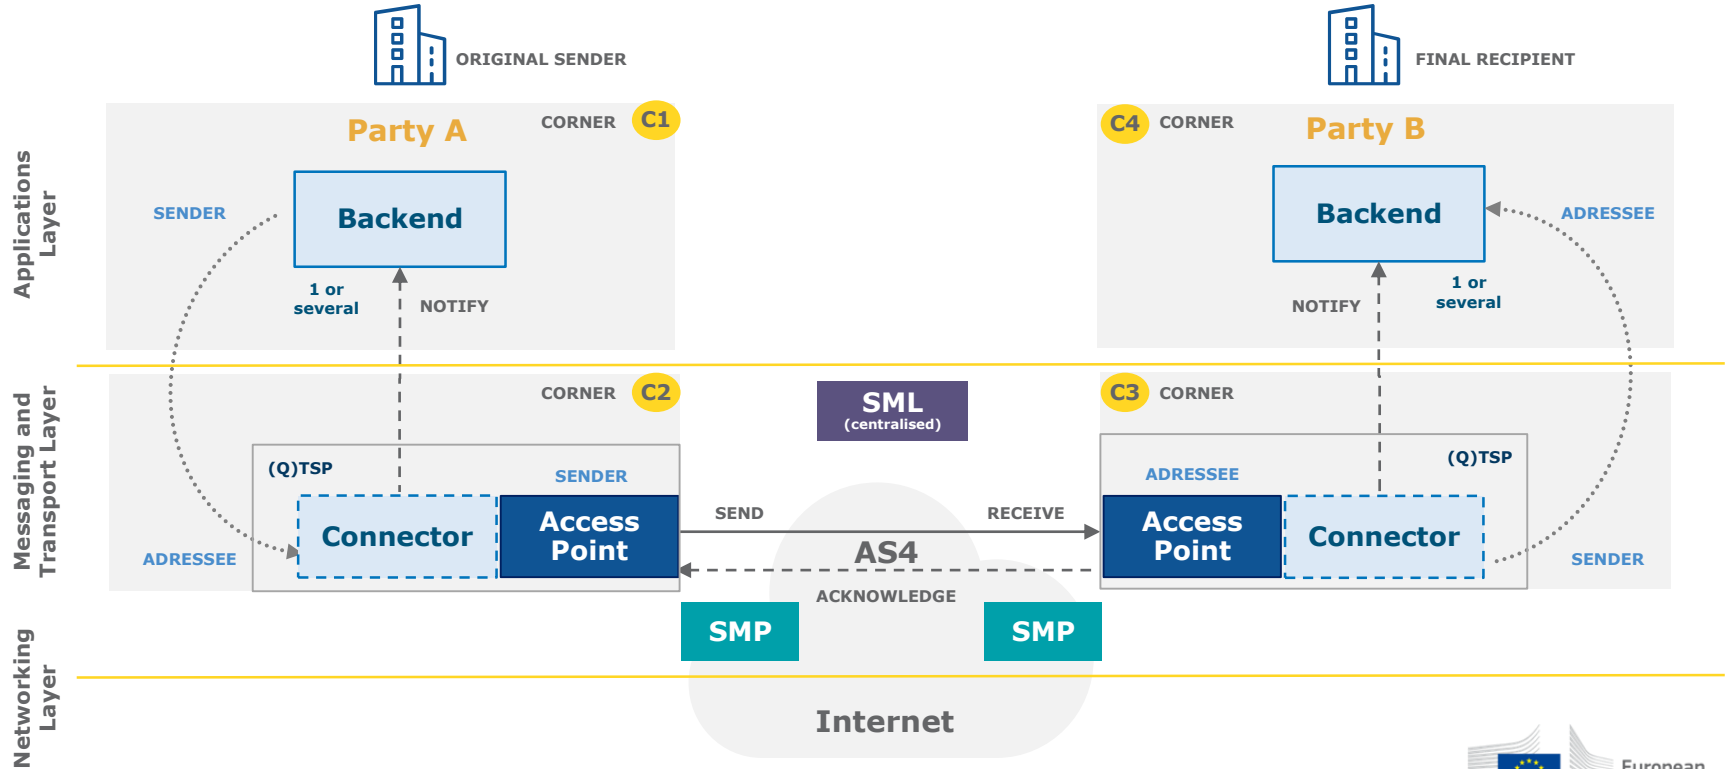 ORIGINAL SENDER
FINAL RECIPIENT
Applications
Layer
Party A
CORNER
C1
SENDER
Backend
1 or
several
NOTIFY
C4
CORNER
Party B
Backend
ADRESSEE
NOTIFY
1 or
several
Messaging and
Transport Layer
CORNER
C2
(Q)TSP
SENDER
Connector
Access
Point
ADRESSEE
SML
(centralised)
SEND
RECEIVE
AS4
ACKNOWLEDGE
SMP
SMP
C3
CORNER
ADRESSEE
(Q)TSP
Access
Point
Connector
SENDER
Networking
Layer
Internet
European